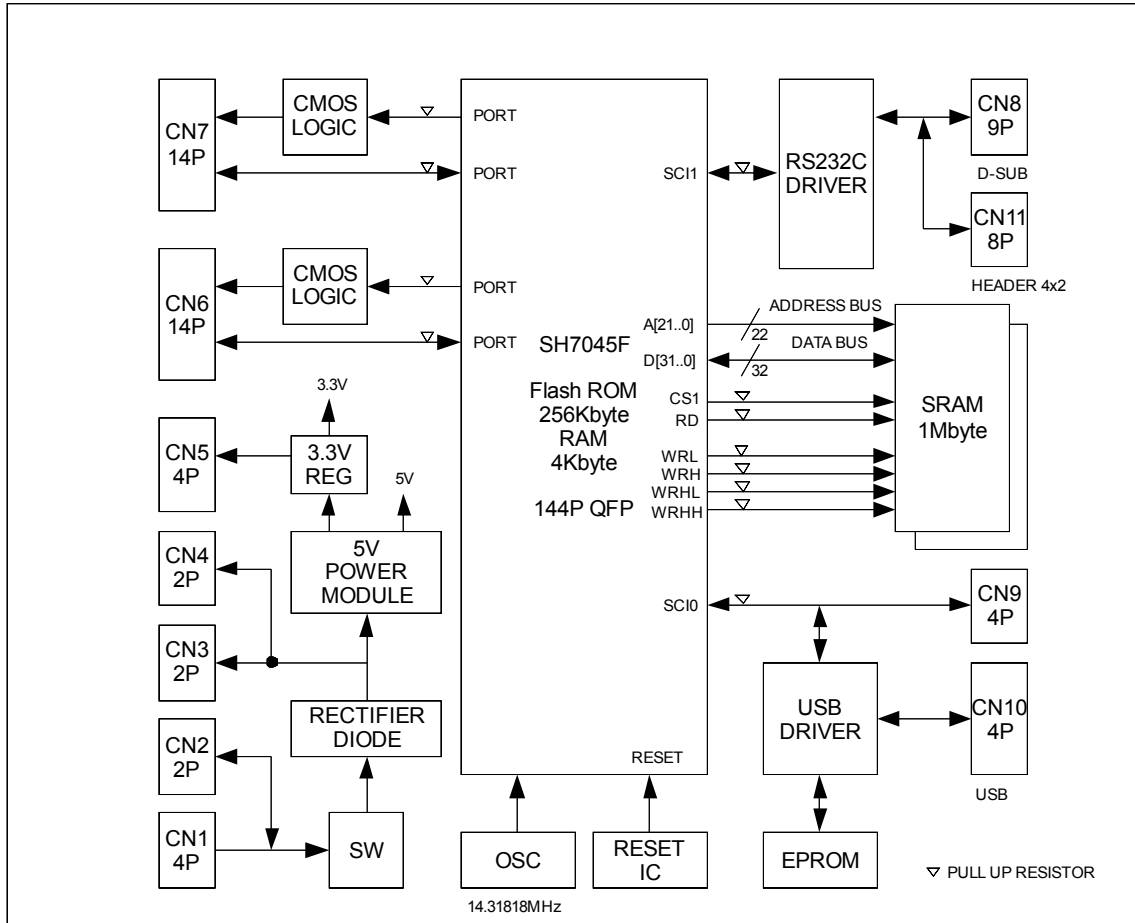 CN7
14P
CMOS
LOGIC
PORT
PORT
CN6
14P
CMOS
LOGIC
PORT
PORT
3.3V
CN5
4P
3.3V
REG
5V
CN4
2P
5V
POWER
MODULE
CN3
2P
RECTIFIER
DIODE
CN2
2P
CN1
4P
SW
SH7045F
Flash ROM
256Kbyte
RAM
4Kbyte
144P QFP
SCI1
A[21..0]
D[31..0]
CS1
RD
WRL
WRH
WRHL
WRHH
SCI0
RESET
OSC
14.31818MHz
RESET
IC
RS232C
DRIVER
CN8
9P
D-SUB
CN11
8P
HEADER 4x2
ADDRESS BUS
22
DATA BUS
32
SRAM
1Mbyte
CN9
4P
USB
DRIVER
CN10
4P
USB
EPROM
PULL UP RESISTOR